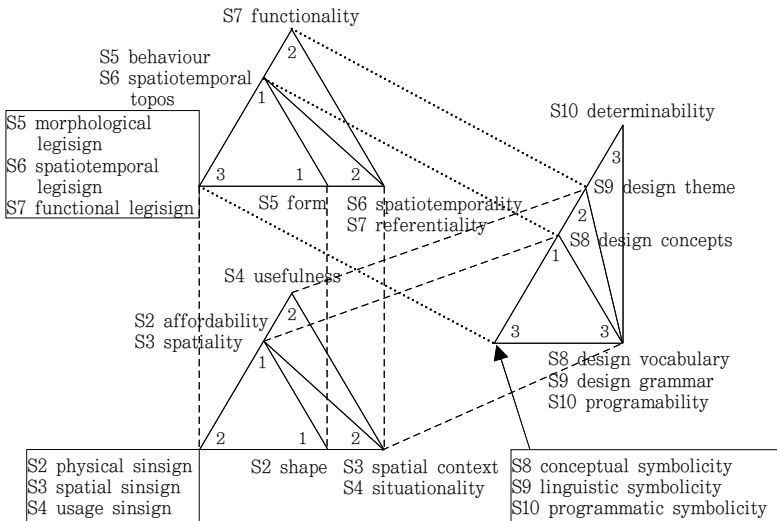 S7 functionality
2
S5 behaviour
S6 spatiotemporal
topos
1
S5 morphological
legisign
S6 spatiotemporal
legisign
S7 functional legisign
3
1
2
S5 form
S6 spatiotemporality
S7 referentiality
S10 determinability
3
S9 design theme
2
S8 design concepts
1
3
3
S8 design vocabulary
S9 design grammar
S10 programability
S4 usefulness
2
S2 affordability
S3 spatiality
1
2
1
2
S2 physical sinsign
S3 spatial sinsign
S4 usage sinsign
S2 shape
S3 spatial context
S4 situationality
S8 conceptual symbolicity
S9 linguistic symbolicity
S10 programmatic symbolicity